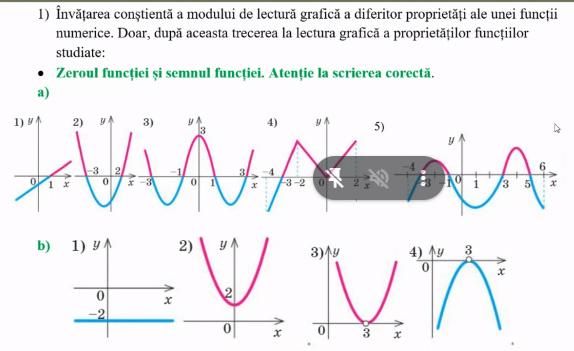 1) Învățarea conștientă a modului de lectură grafică a diferitor proprietăți ale unei funcții
numerice. Doar, după aceasta trecerea la lectura grafică a proprietăților funcțiilor
studiate:
• Zeroul funcției și semnul funcției. Atenție la scrierea corectă.
a)
1) y 0 1 x
2) y -3 0 2 x
3) y 3 -3 -1 0 1 3 x
4) y -4 -3 -2 0 2 x
5) y -4 -3 -1 0 1 3 5 6 x
b)
1) y 0 -2 x
2) y 2 0 x
3) y 0 3 x
4) y 0 3 x